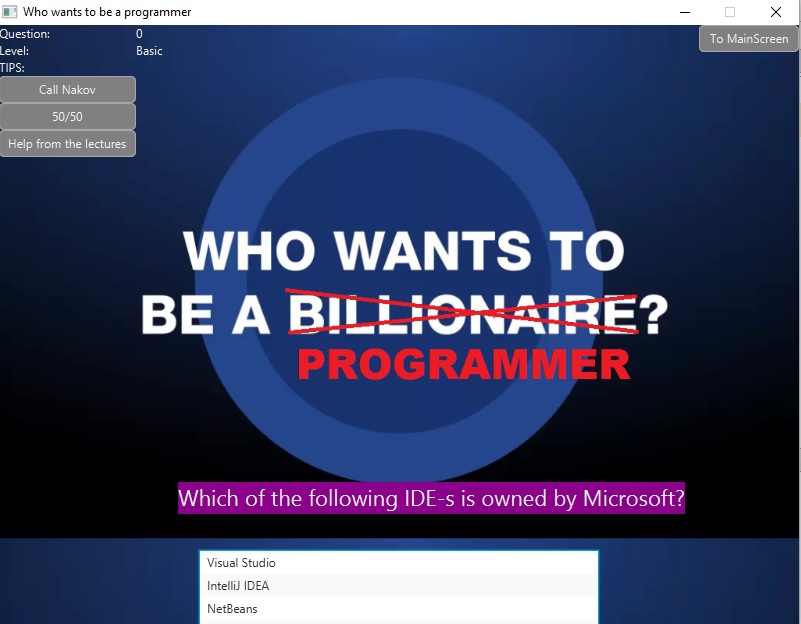 Who wants to be a programmer
Question: 0
To MainScreen
Level: Basic
TIPS:
Call Nakov
50/50
Help from the lectures
WHO WANTS TO
BE A BILLIONAIRE?
PROGRAMMER
Which of the following IDE-s is owned by Microsoft?
Visual Studio
IntelliJ IDEA
NetBeans